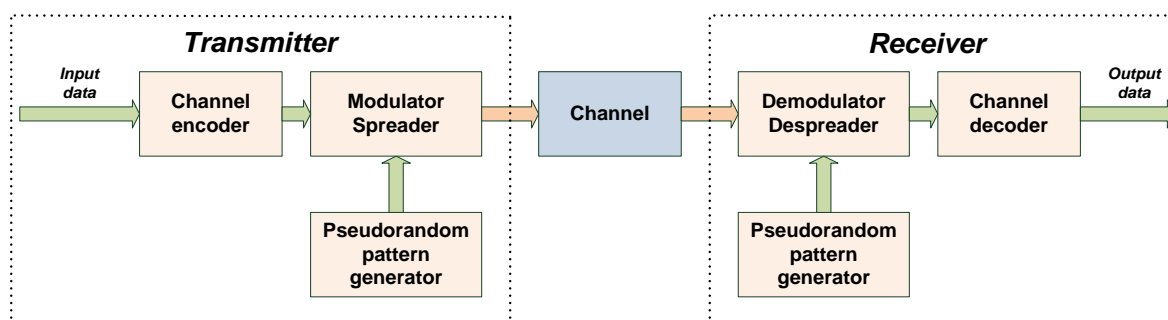 Transmitter
Receiver
Input
data
Channel
encoder
Modulator
Spreader
Channel
Demodulator
Despreader
Channel
decoder
Output
data
Pseudorandom
pattern
generator
Pseudorandom
pattern
generator